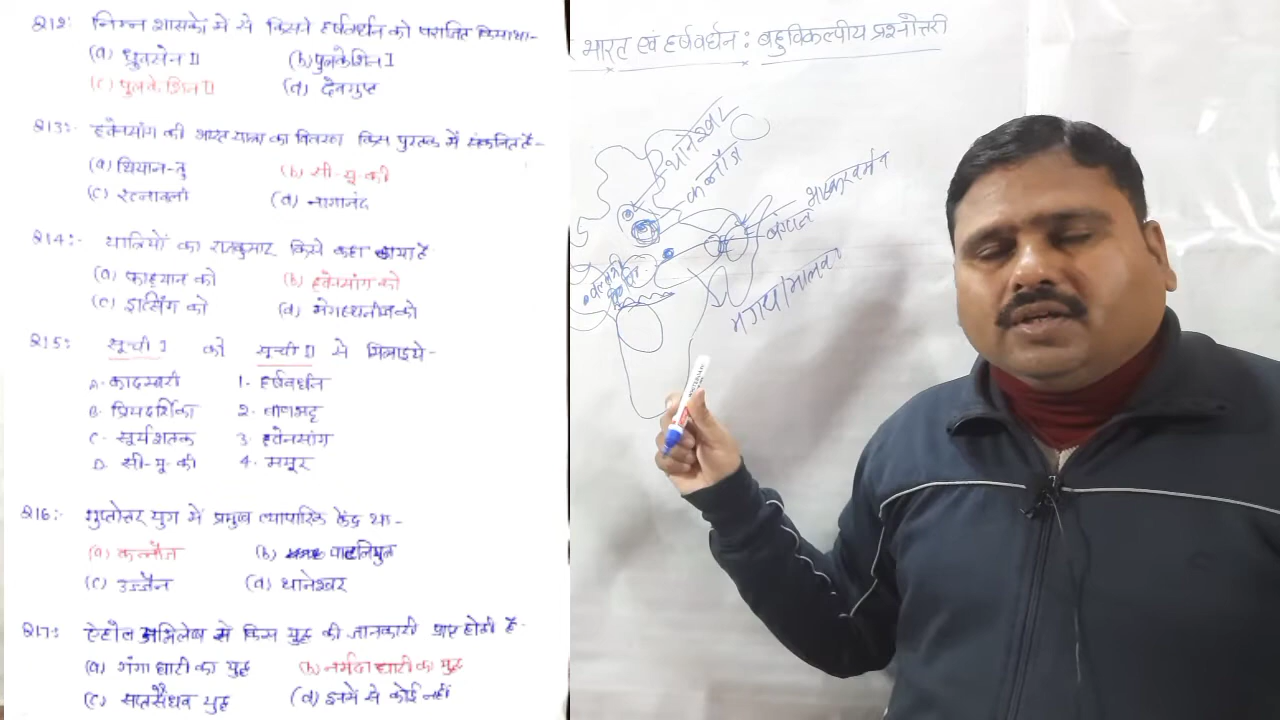 Q12: निम्न शासकों में से किसने हर्षवर्धन को पराजित किया था-
(a) ध्रुवसेन II (b) पुलकेशिन I
(c) पुलकेशिन II (d) देवगुप्त
Q13:- ह्वेनसांग की भारत यात्रा का विवरण किस पुस्तक में संकलित है-
(a) थियान-तु (b) सी-यू-की
(c) रत्नावली (d) नागानंद
Q14:- यात्रियों का राजकुमार किसे कहा जाता है
(a) फाह्यान को (b) ह्वेनसांग को
(c) इत्सिंग को (d) मेगस्थनीज को
Q15: सूची I को सूची II से मिलाइये-
A. कादम्बरी 1. हर्षवर्धन
B. प्रियदर्शिका 2. बाणभट्ट
C. सूर्यशतक 3. ह्वेनसांग
D. सी-यू-की 4. मयूर
Q16:- गुप्तोत्तर युग में प्रमुख व्यापारिक केंद्र था-
(a) कन्नौज (b) पाटलिपुत्र
(c) उज्जैन (d) थानेश्वर
Q17: ऐहोल अभिलेख से किस युद्ध की जानकारी प्राप्त होती है-
(a) गंगा घाटी का युद्ध (b) नर्मदा घाटी का युद्ध
(c) सप्तसैंधव युद्ध (d) इनमें से कोई नहीं
भारत एवं हर्षवर्धन : बहुविकल्पीय प्रश्नोत्तरी
थानेश्वर
कन्नौज
भास्करवर्मन
बंगाल
वल्लभी
मगध/मालवा